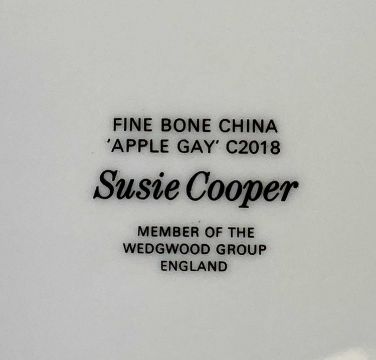 FINE BONE CHINA
'APPLE GAY' C2018
Susie Cooper
MEMBER OF THE
WEDGWOOD GROUP
ENGLAND